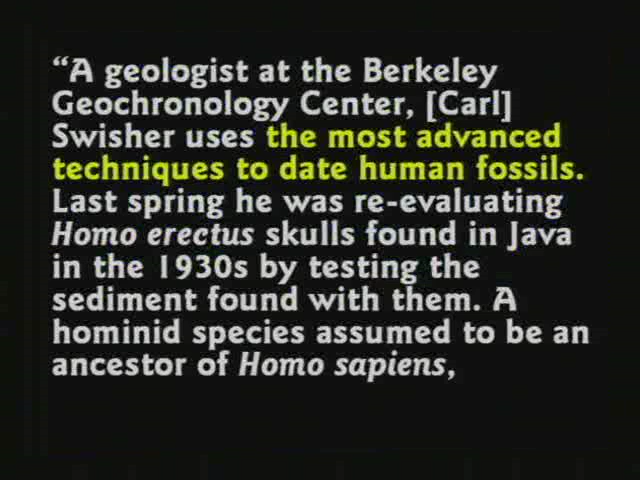 “A geologist at the Berkeley
Geochronology Center, [Carl]
Swisher uses the most advanced
techniques to date human fossils.
Last spring he was re-evaluating
Homo erectus skulls found in Java
in the 1930s by testing the
sediment found with them. A
hominid species assumed to be an
ancestor of Homo sapiens,